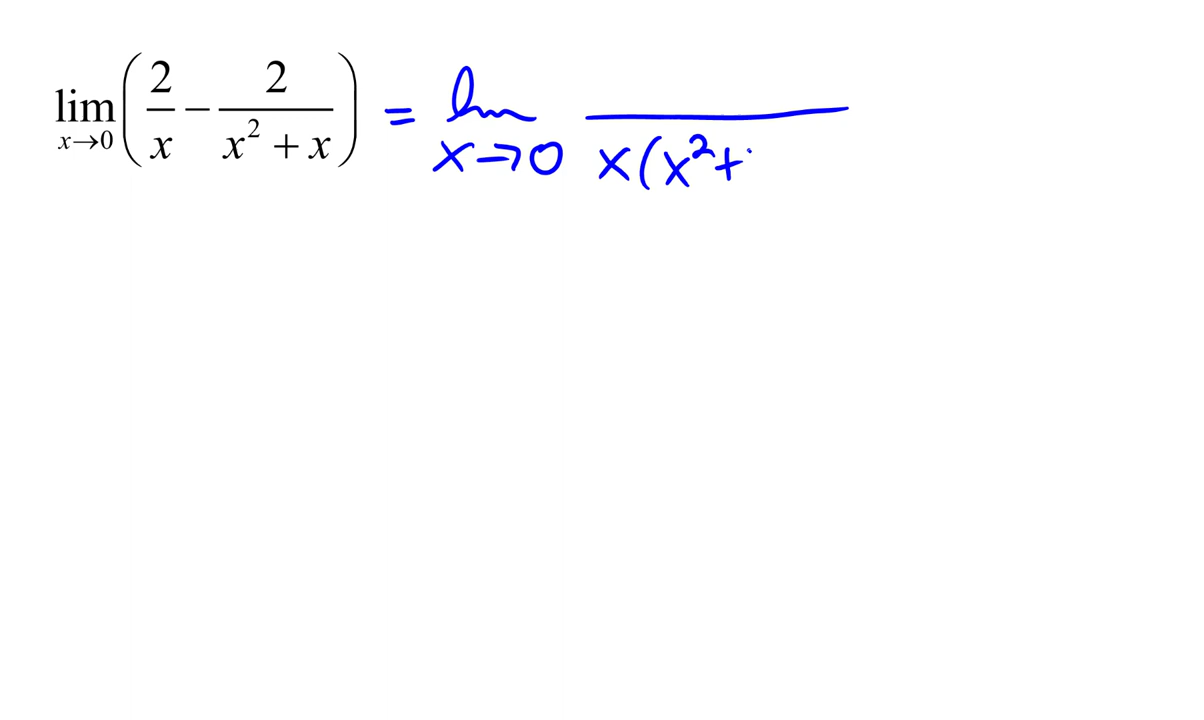 lim x→0 (2/x − 2/(x² + x)) = lim x→0 /(x(x²+